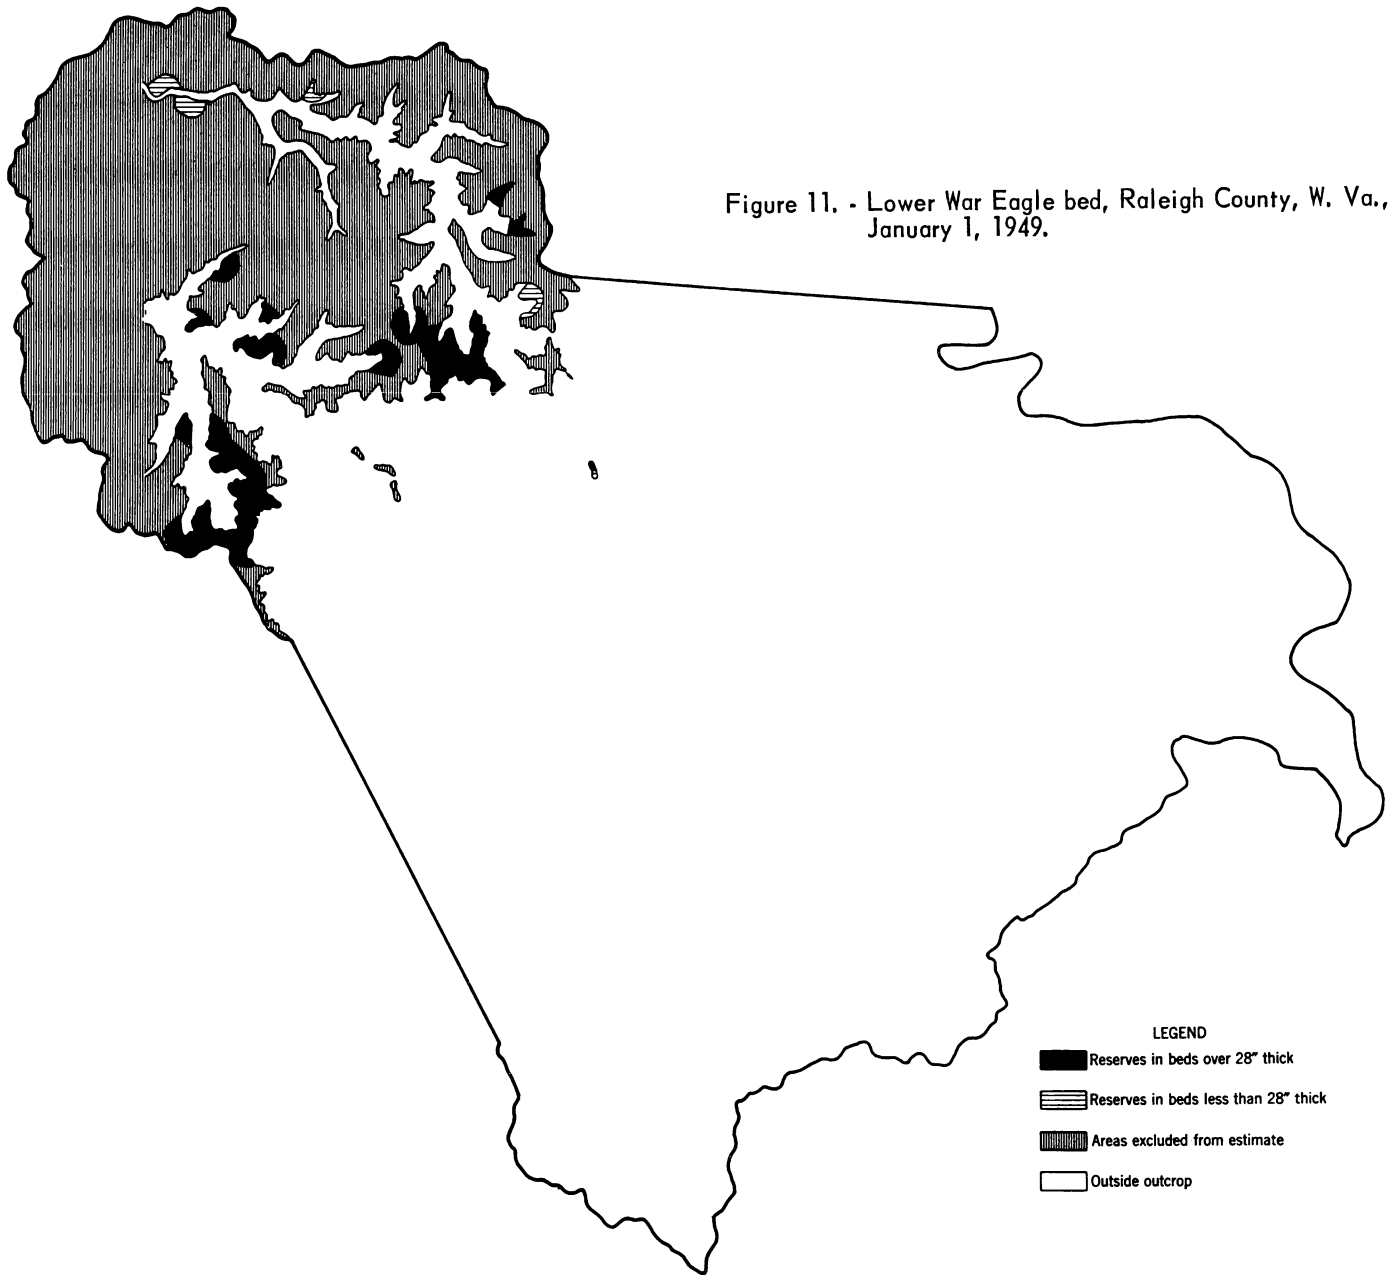 Figure 11. - Lower War Eagle bed, Raleigh County, W. Va.,
January 1, 1949.
LEGEND
Reserves in beds over 28" thick
Reserves in beds less than 28" thick
Areas excluded from estimate
Outside outcrop